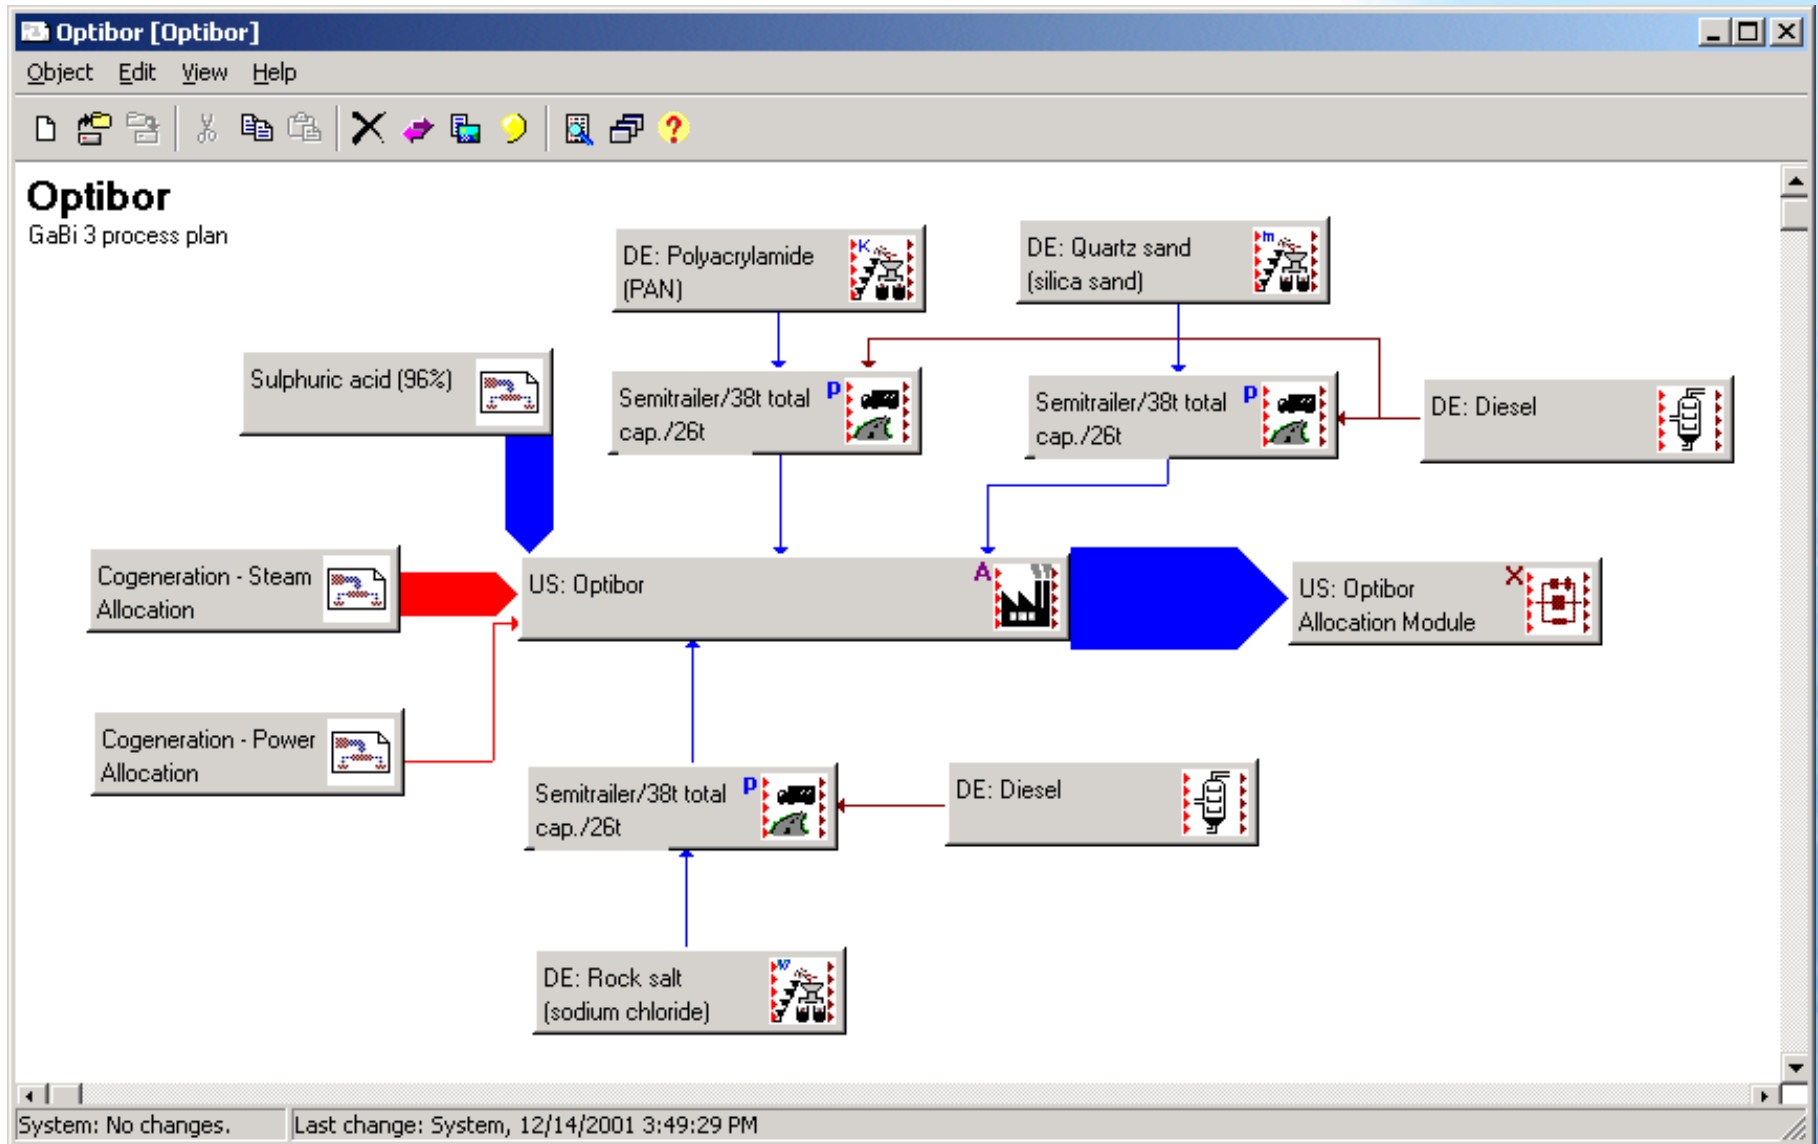 Optibor [Optibor]
Object Edit View Help
Optibor
GaBi 3 process plan
DE: Polyacrylamide
(PAN)
K
DE: Quartz sand
(silica sand)
m
Sulphuric acid (96%)
Semitrailer/38t total
cap./26t
p
Semitrailer/38t total
cap./26t
p
DE: Diesel
Cogeneration - Steam
Allocation
US: Optibor
A
US: Optibor
Allocation Module
X
Cogeneration - Power
Allocation
Semitrailer/38t total
cap./26t
p
DE: Diesel
DE: Rock salt
(sodium chloride)
W
System: No changes.
Last change: System, 12/14/2001 3:49:29 PM